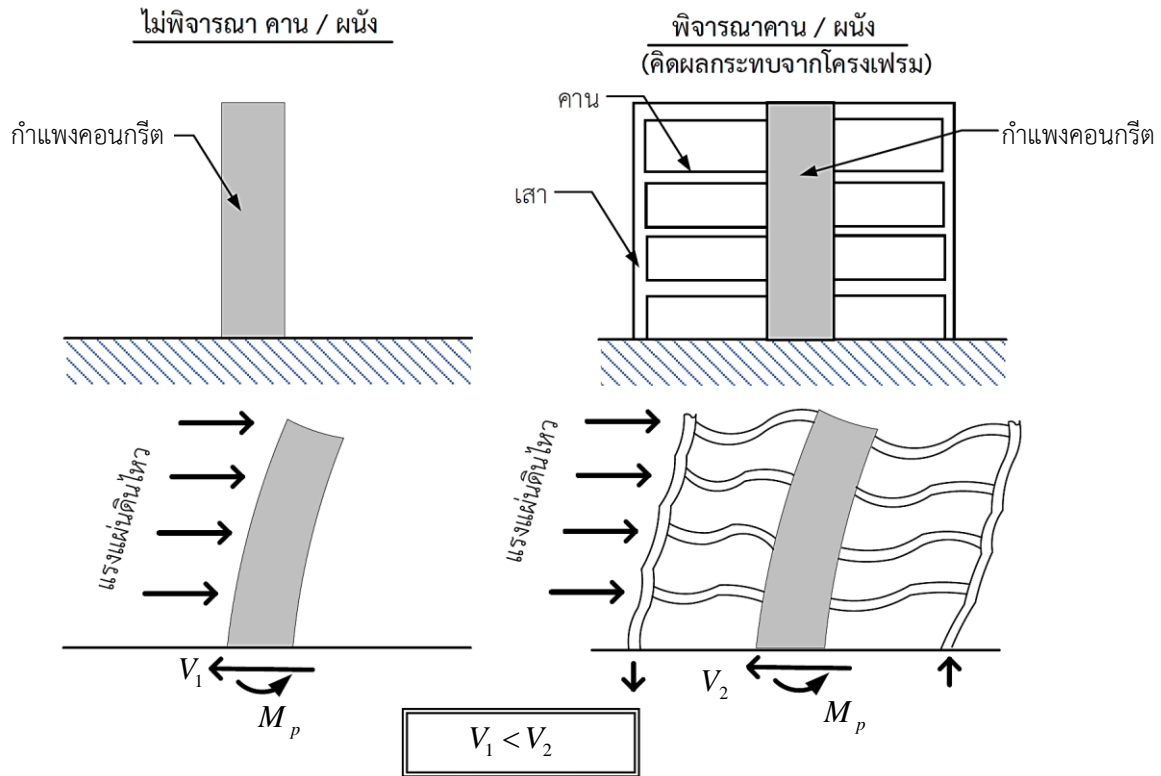 ไม่พิจารณา คาน / ผนัง
กำแพงคอนกรีต
พิจารณาคาน / ผนัง
(คิดผลกระทบจากโครงเฟรม)
คาน
กำแพงคอนกรีต
เสา
แรงแผ่นดินไหว
V₁
Mₚ
แรงแผ่นดินไหว
V₂
Mₚ
V₁ < V₂